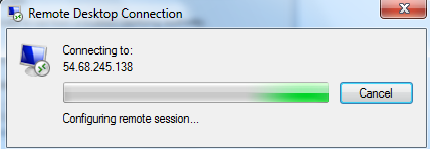 Remote Desktop Connection
Connecting to:
54.68.245.138
Cancel
Configuring remote session...